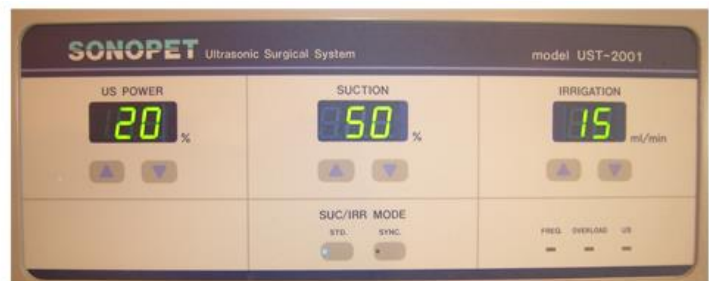 SONOPET Ultrasonic Surgical System model UST-2001
US POWER SUCTION IRRIGATION
20 % 50 % 15 ml/min
SUC/IRR MODE
STD. SYNC. FREQ. OVERLOAD US